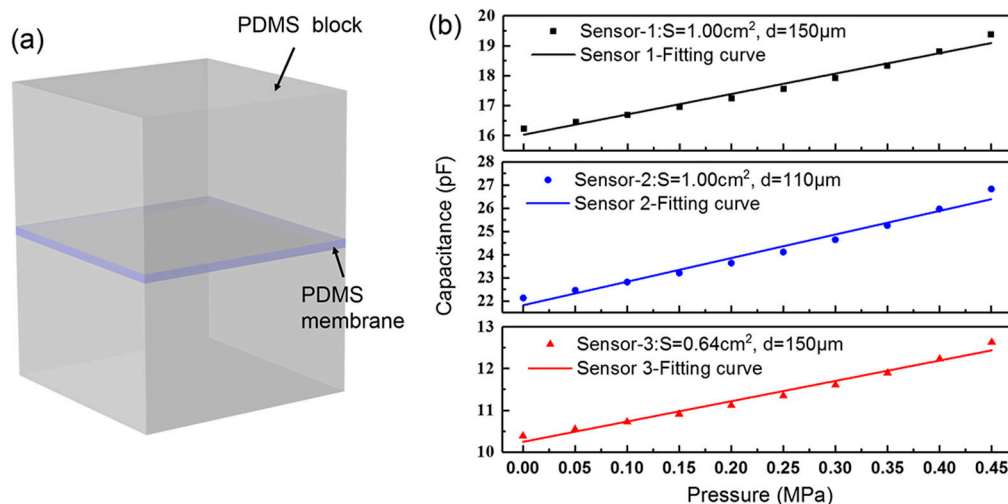 (a)
PDMS block
PDMS
membrane
(b)
Capacitance (pF)
20
19
18
17
16
15
Sensor-1:S=1.00cm², d=150μm
Sensor 1-Fitting curve
28
27
26
25
24
23
22
21
Sensor-2:S=1.00cm², d=110μm
Sensor 2-Fitting curve
13
12
11
10
Sensor-3:S=0.64cm², d=150μm
Sensor 3-Fitting curve
0.00 0.05 0.10 0.15 0.20 0.25 0.30 0.35 0.40 0.45
Pressure (MPa)